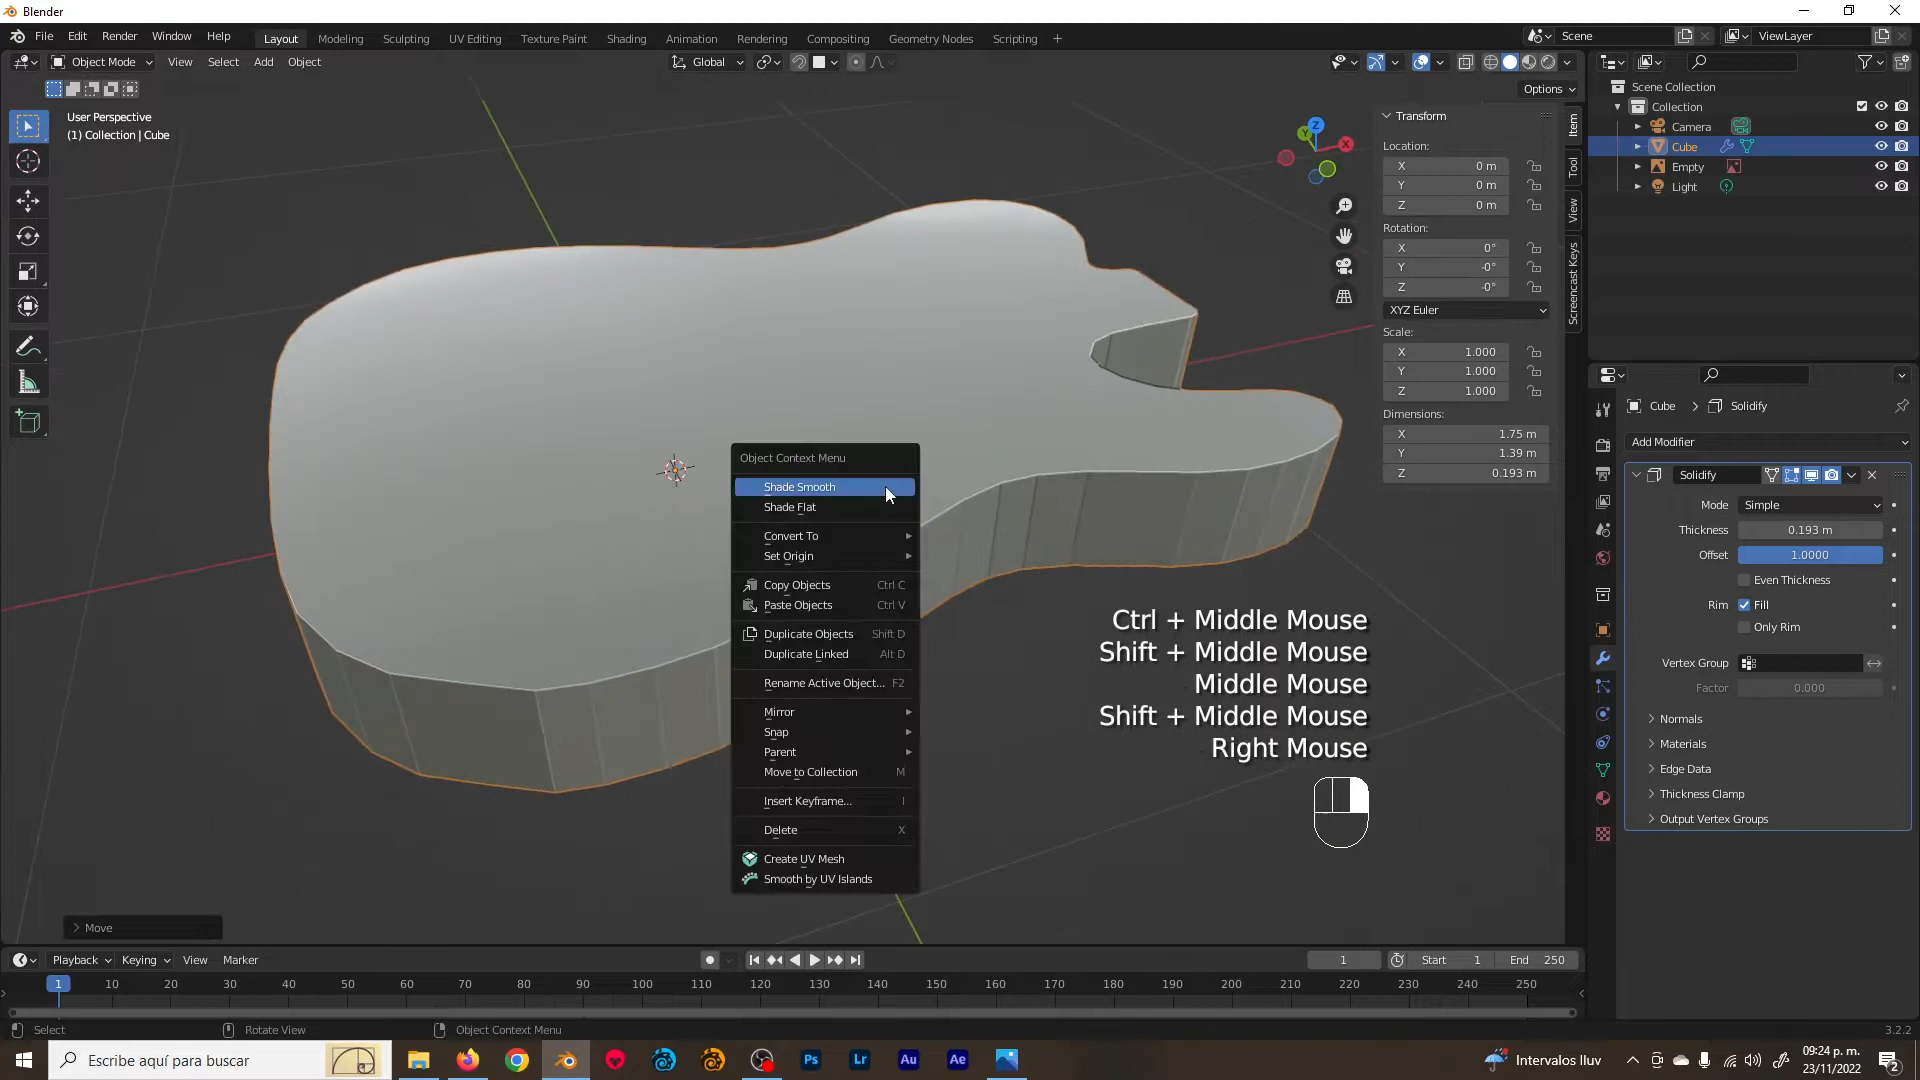 Blender
File Edit Render Window Help
Layout Modeling Sculpting UV Editing Texture Paint Shading Animation Rendering Compositing Geometry Nodes Scripting +
Scene
ViewLayer
Object Mode View Select Add Object
Global
Options
User Perspective
(1) Collection | Cube
Z
Y
X
Transform
Location:
X 0 m
Y 0 m
Z 0 m
Rotation:
X 0°
Y -0°
Z -0°
XYZ Euler
Scale:
X 1.000
Y 1.000
Z 1.000
Dimensions:
X 1.75 m
Y 1.39 m
Z 0.193 m
Item
Tool
View
Screencast Keys
Scene Collection
Collection
Camera
Cube
Empty
Light
Cube > Solidify
Add Modifier
Solidify
Mode Simple
Thickness 0.193 m
Offset 1.0000
Even Thickness
Rim Fill
Only Rim
Vertex Group
Factor 0.000
Normals
Materials
Edge Data
Thickness Clamp
Output Vertex Groups
Object Context Menu
Shade Smooth
Shade Flat
Convert To
Set Origin
Copy Objects Ctrl C
Paste Objects Ctrl V
Duplicate Objects Shift D
Duplicate Linked Alt D
Rename Active Object... F2
Mirror
Snap
Parent
Move to Collection M
Insert Keyframe... I
Delete X
Create UV Mesh
Smooth by UV Islands
Ctrl + Middle Mouse
Shift + Middle Mouse
Middle Mouse
Shift + Middle Mouse
Right Mouse
Move
Playback Keying View Marker
1 Start 1 End 250
1 10 20 30 40 50 60 70 80 90 100 110 120 130 140 150 160 170 180 190 200 210 220 230 240 250
Select Rotate View Object Context Menu 3.2.2
Escribe aquí para buscar
Ps Lr Au Ae
Intervalos lluv
09:24 p. m.
23/11/2022
2